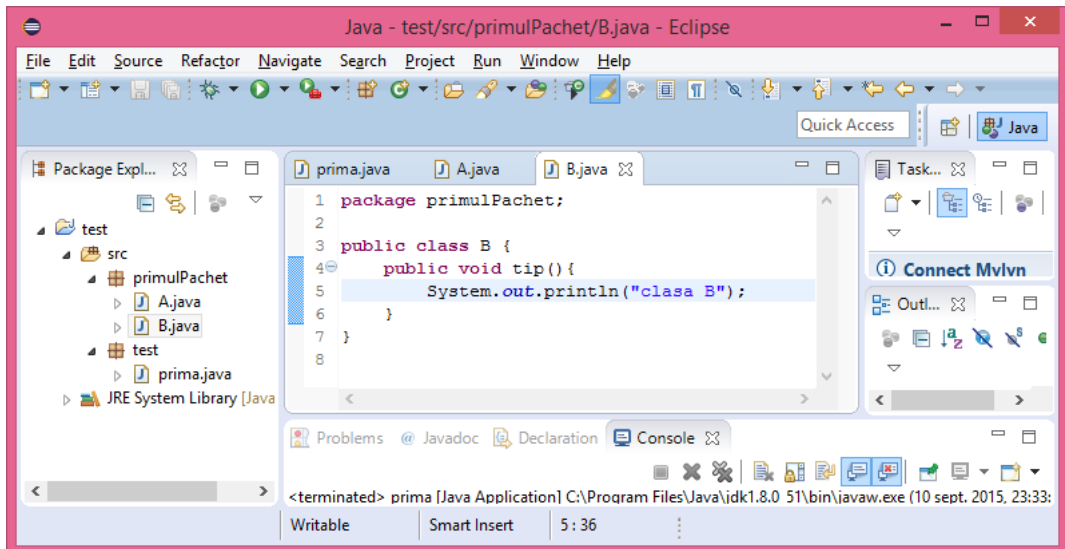 Java - test/src/primulPachet/B.java - Eclipse
File Edit Source Refactor Navigate Search Project Run Window Help
Quick Access
Java
Package Expl...
test
src
primulPachet
A.java
B.java
test
prima.java
JRE System Library [Java
prima.java A.java B.java
1 package primulPachet;
2
3 public class B {
4 public void tip(){
5 System.out.println("clasa B");
6 }
7 }
8
Task...
Connect Mylyn
Outl...
Problems @ Javadoc Declaration Console
<terminated> prima [Java Application] C:\Program Files\Java\jdk1.8.0_51\bin\javaw.exe (10 sept. 2015, 23:33:
Writable Smart Insert 5 : 36